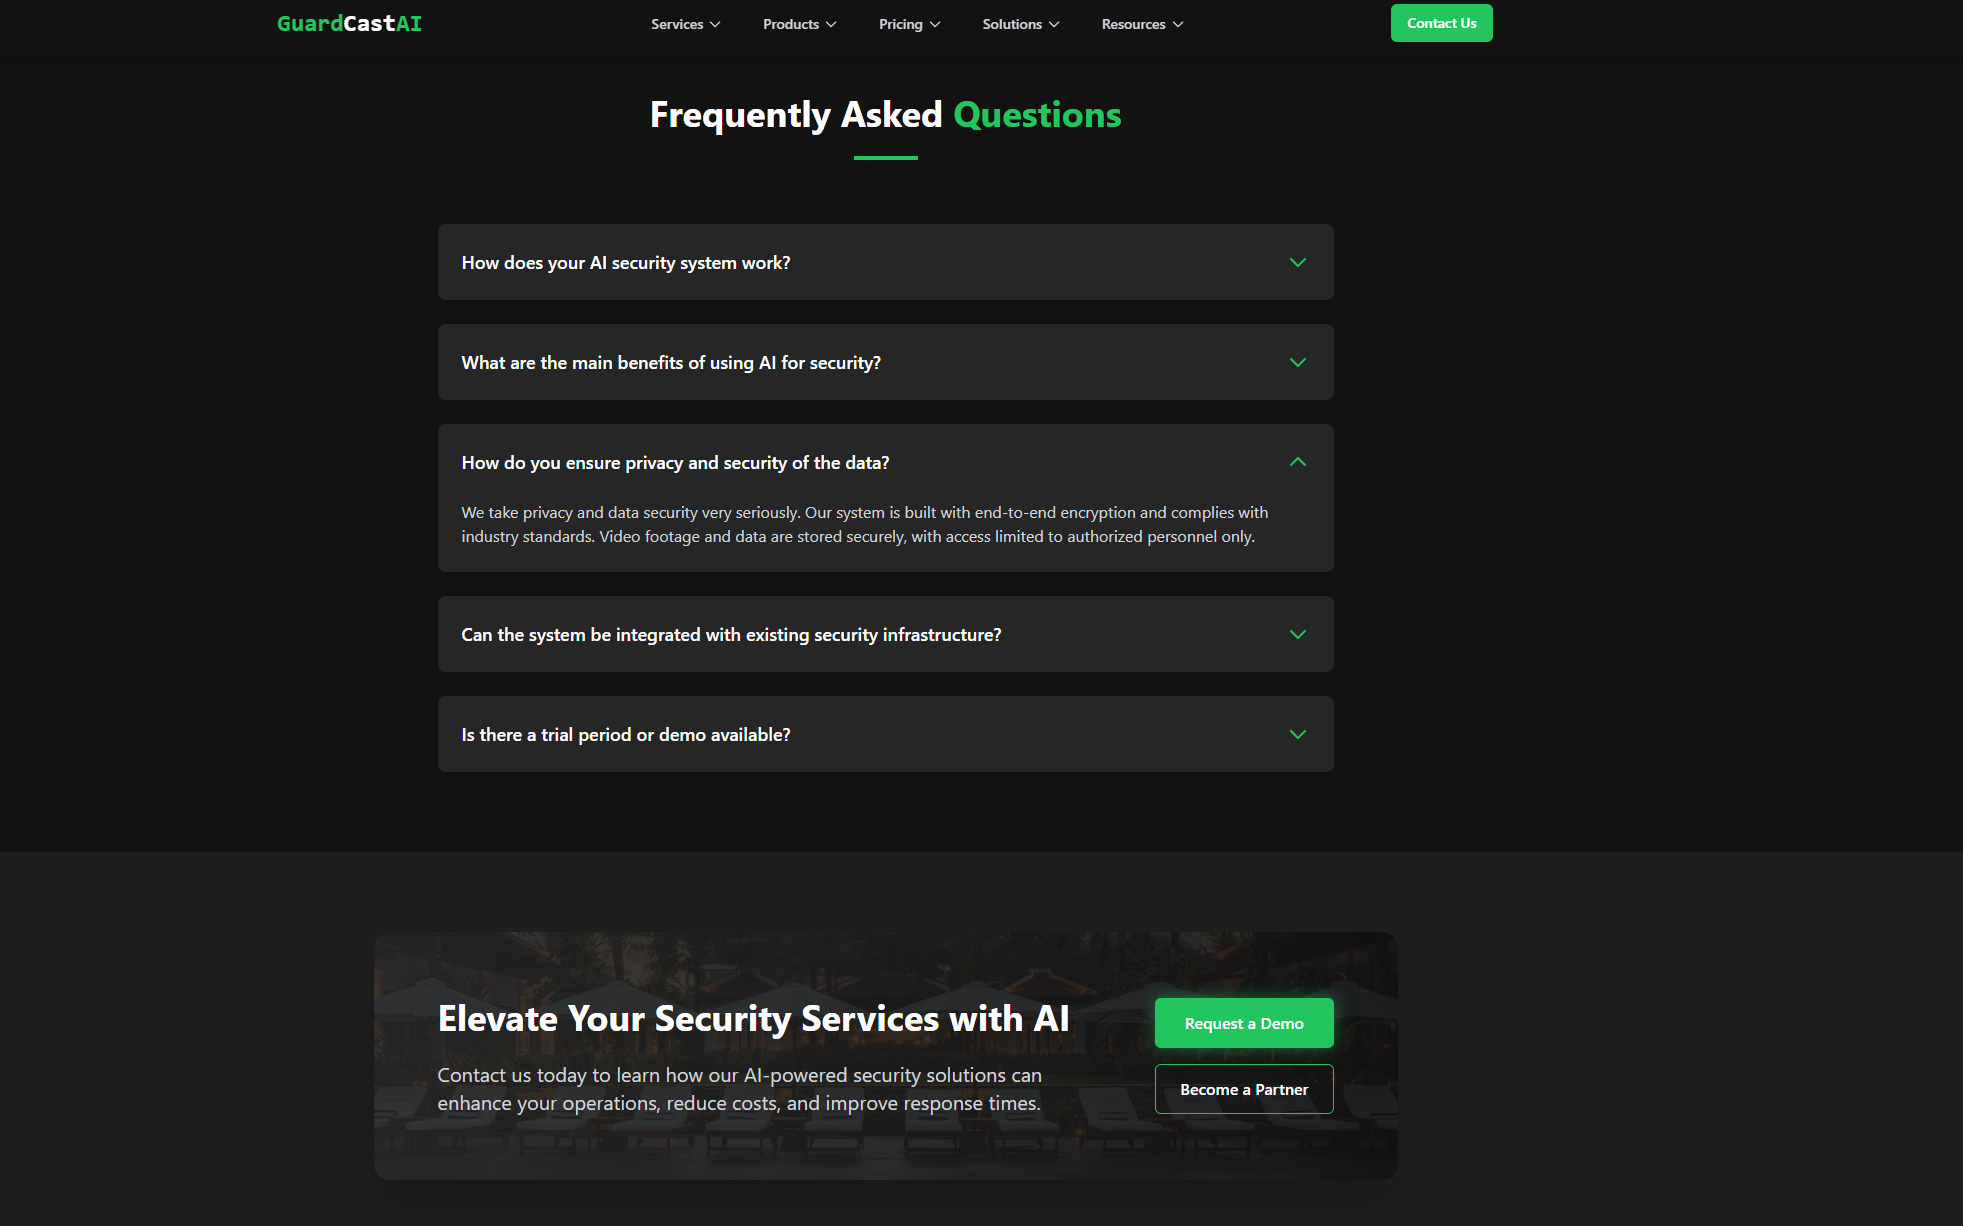 GuardCastAI
Services
Products
Pricing
Solutions
Resources
Contact Us
Frequently Asked Questions
How does your AI security system work?
What are the main benefits of using AI for security?
How do you ensure privacy and security of the data?
We take privacy and data security very seriously. Our system is built with end-to-end encryption and complies with
industry standards. Video footage and data are stored securely, with access limited to authorized personnel only.
Can the system be integrated with existing security infrastructure?
Is there a trial period or demo available?
Elevate Your Security Services with AI
Contact us today to learn how our AI-powered security solutions can
enhance your operations, reduce costs, and improve response times.
Request a Demo
Become a Partner